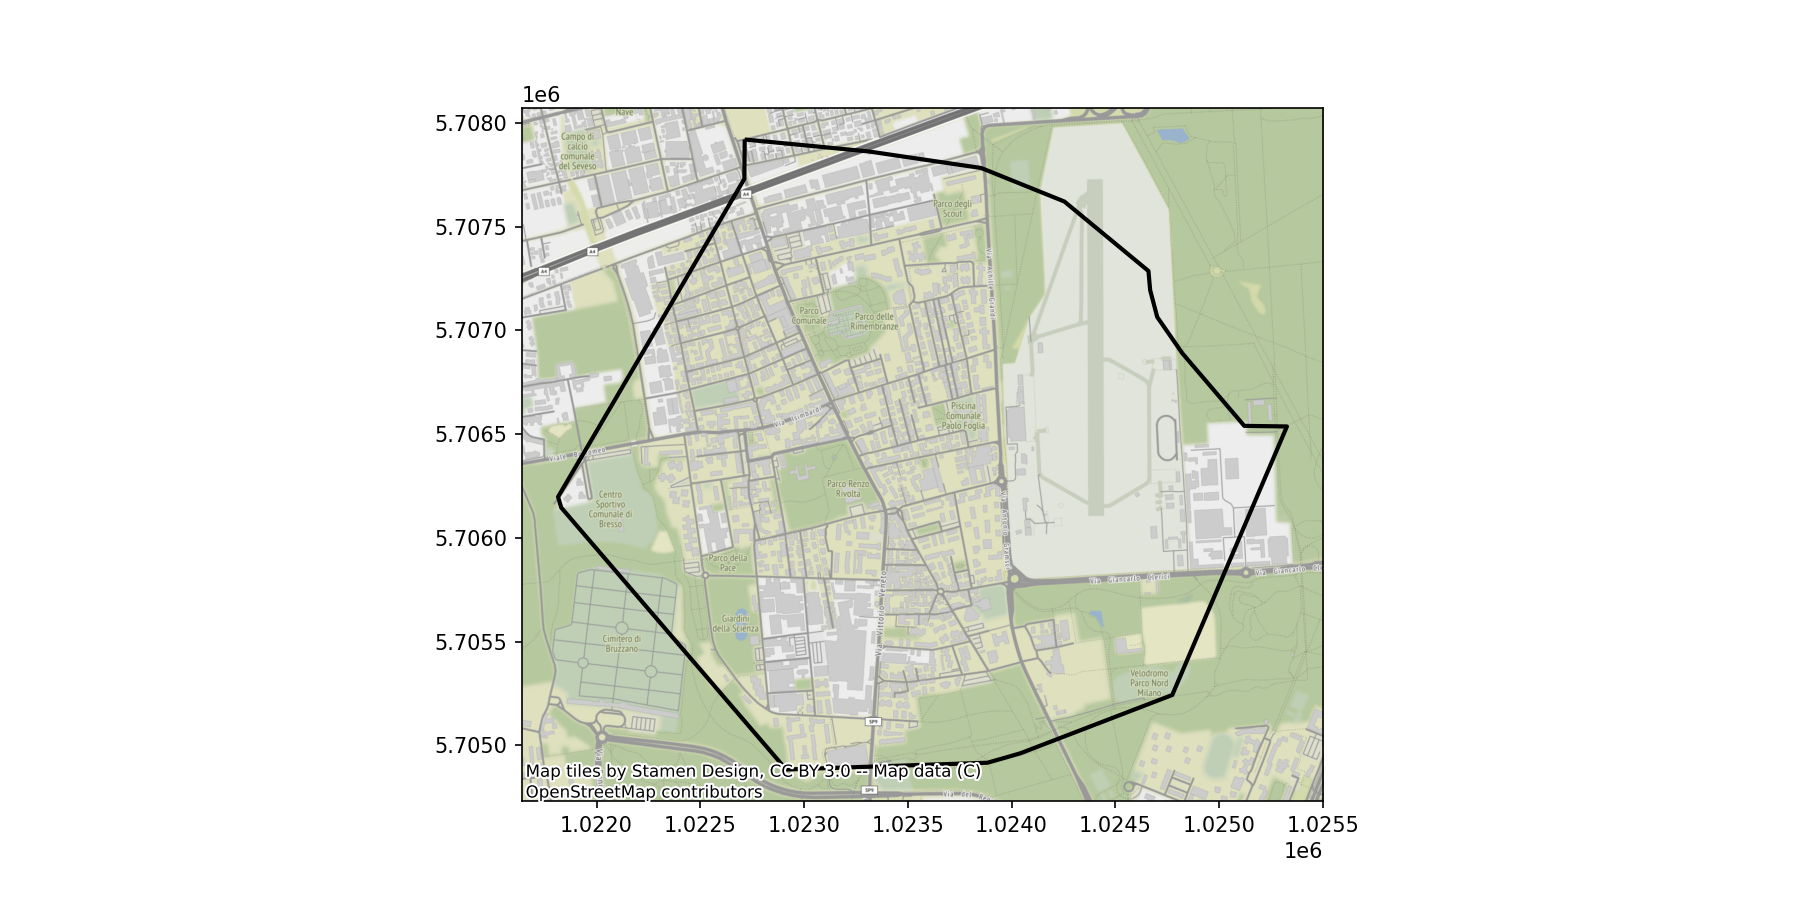 1e6
5.7080
5.7075
5.7070
5.7065
5.7060
5.7055
5.7050
Nave
Campo di
calcio
comunale
del Seveso
A4
A4
A4
Parco degli
Scout
Parco
Comunale
Parco delle
Rimembranze
Via Limbardi
Piscina
Comunale
Paolo Foglia
Centro
Sportivo
Comunale di
Bresso
Parco Renzo
Rivolta
Parco della
Pace
Via Giancarlo Clerici
Via Giancarlo
Giardini
della Scienza
Via Vittorio Veneto
Cimitero di
Bruzzano
Velodromo
Parco Nord
Milano
SP9
SP9
Map tiles by Stamen Design, CC BY 3.0 -- Map data (C)
OpenStreetMap contributors
1.0220
1.0225
1.0230
1.0235
1.0240
1.0245
1.0250
1.0255
1e6